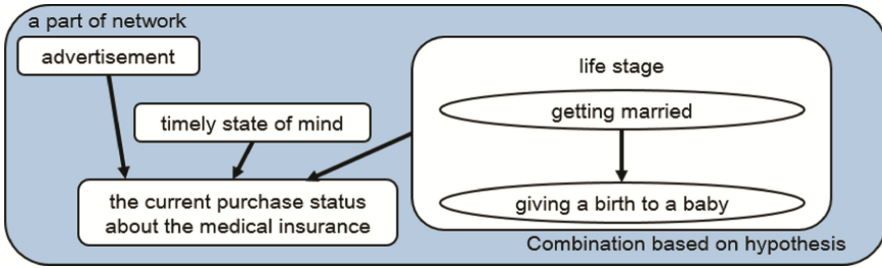 a part of network
advertisement
life stage
getting married
timely state of mind
the current purchase status
about the medical insurance
giving a birth to a baby
Combination based on hypothesis